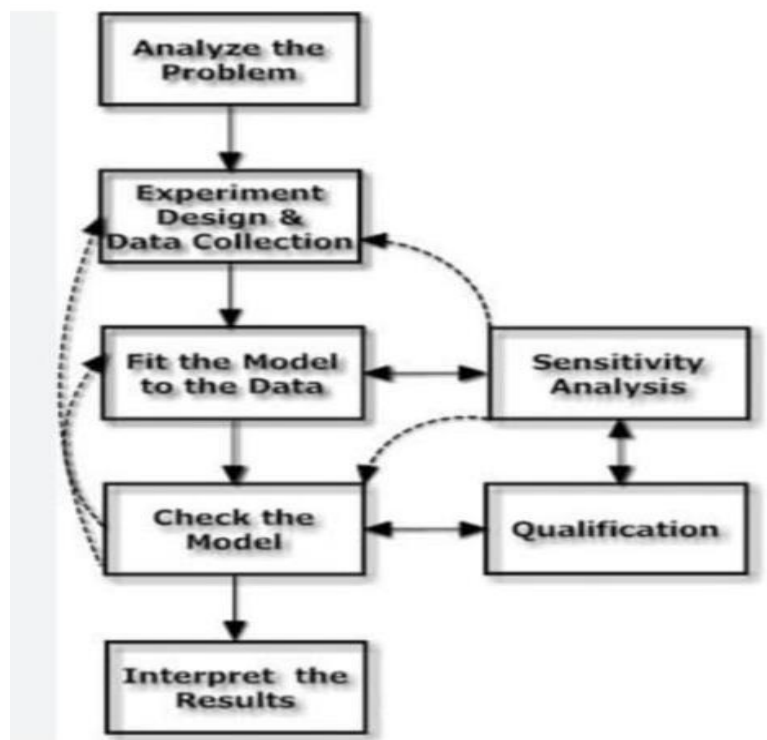 Analyze the
Problem
Experiment
Design &
Data Collection
Fit the Model
to the Data
Sensitivity
Analysis
Check the
Model
Qualification
Interpret the
Results